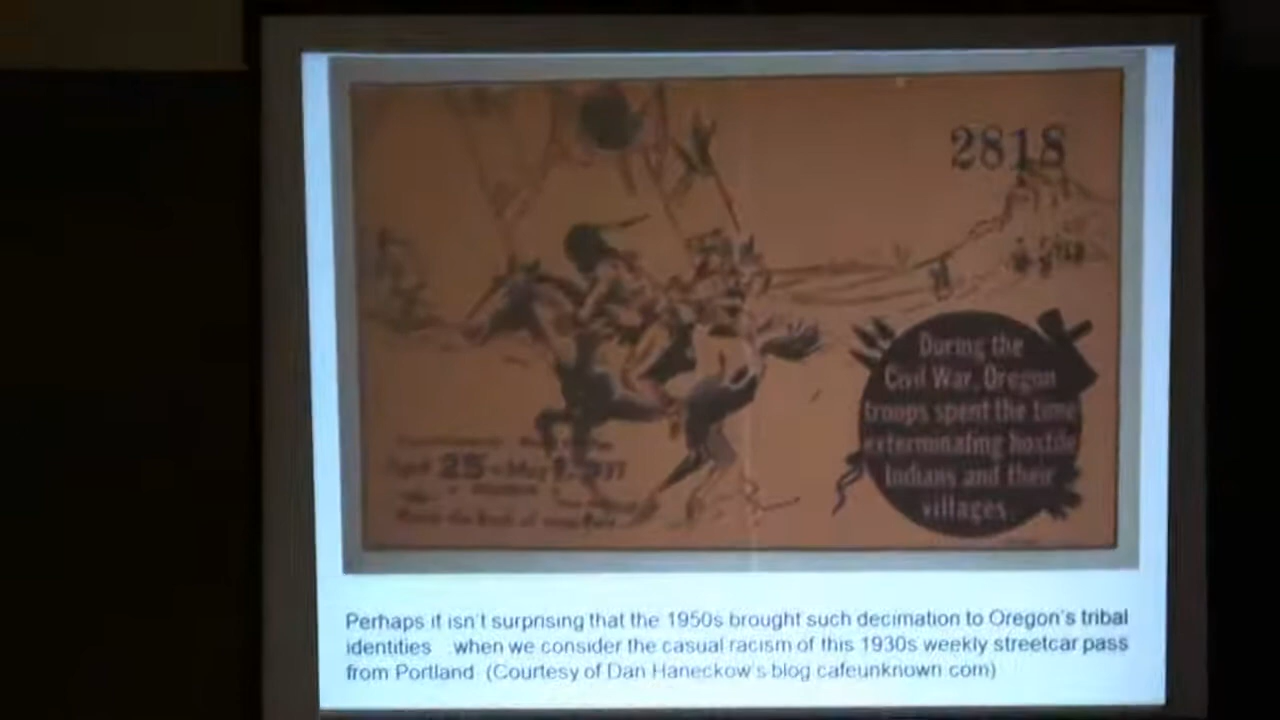 2818
During the
Civil War, Oregon
troops spent the time
exterminating hostile
Indians and their
villages.
25
Perhaps it isn't surprising that the 1950s brought such decimation to Oregon's tribal
identities when we consider the casual racism of this 1930s weekly streetcar pass
from Portland (Courtesy of Dan Haneckow's blog cafeunknown com)